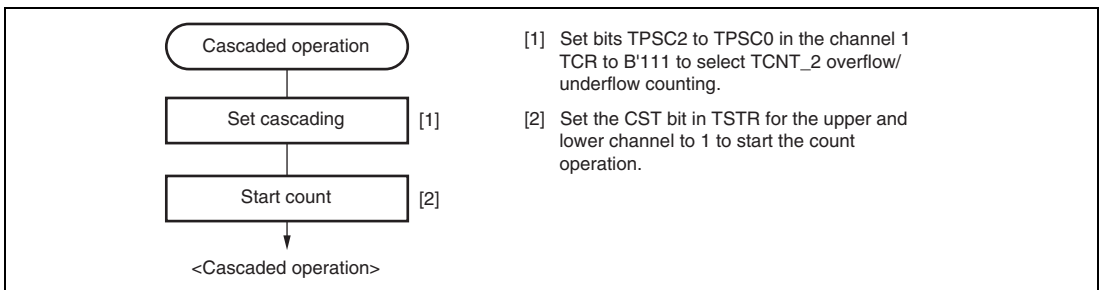 Cascaded operation
Set cascading [1]
Start count [2]
<Cascaded operation>
[1] Set bits TPSC2 to TPSC0 in the channel 1
TCR to B'111 to select TCNT_2 overflow/
underflow counting.
[2] Set the CST bit in TSTR for the upper and
lower channel to 1 to start the count
operation.